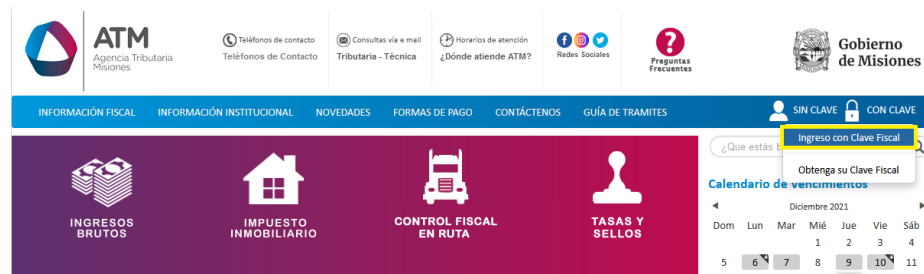 ATM
Agencia Tributaria
Misiones
Teléfonos de contacto
Teléfonos de Contacto
Consultas vía e mail
Tributaria - Técnica
Horarios de atención
¿Dónde atiende ATM?
Redes Sociales
Preguntas
Frecuentes
Gobierno
de Misiones
INFORMACIÓN FISCAL INFORMACIÓN INSTITUCIONAL NOVEDADES FORMAS DE PAGO CONTÁCTENOS GUÍA DE TRAMITES SIN CLAVE CON CLAVE
Ingreso con Clave Fiscal
Obtenga su Clave Fiscal
¿Que estás
INGRESOS
BRUTOS
IMPUESTO
INMOBILIARIO
CONTROL FISCAL
EN RUTA
TASAS Y
SELLOS
Calendario de vencimientos
Diciembre 2021
Dom Lun Mar Mié Jue Vie Sáb
1 2 3 4
5 6 7 8 9 10 11